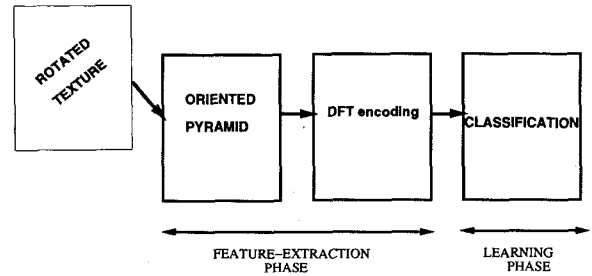 ROTATED
TEXTURE
ORIENTED
PYRAMID
DFT encoding
CLASSIFICATION
FEATURE-EXTRACTION
PHASE
LEARNING
PHASE